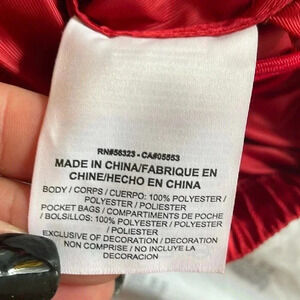 RN#56323 - CA#05553
MADE IN CHINA/FABRIQUE EN
CHINE/HECHO EN CHINA
BODY / CORPS / CUERPO: 100% POLYESTER /
POLYESTER / POLIESTER
POCKET BAGS / COMPARTIMENTS DE POCHE
/ BOLSILLOS: 100% POLYESTER /
POLYESTER / POLIESTER
EXCLUSIVE OF DECORATION / DECORATION
NON COMPRISE / NO INCLUYE LA
DECORACION